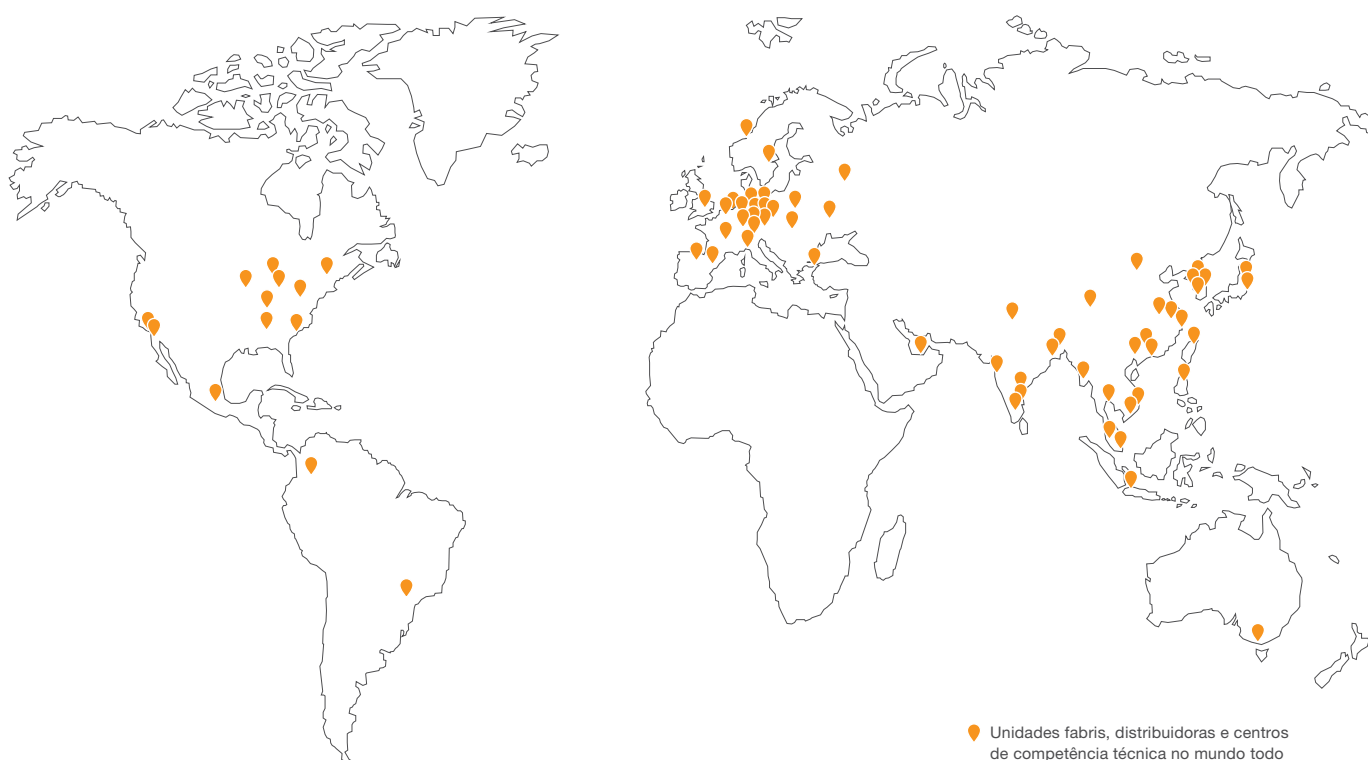 Unidades fabris, distribuidoras e centros
de competência técnica no mundo todo